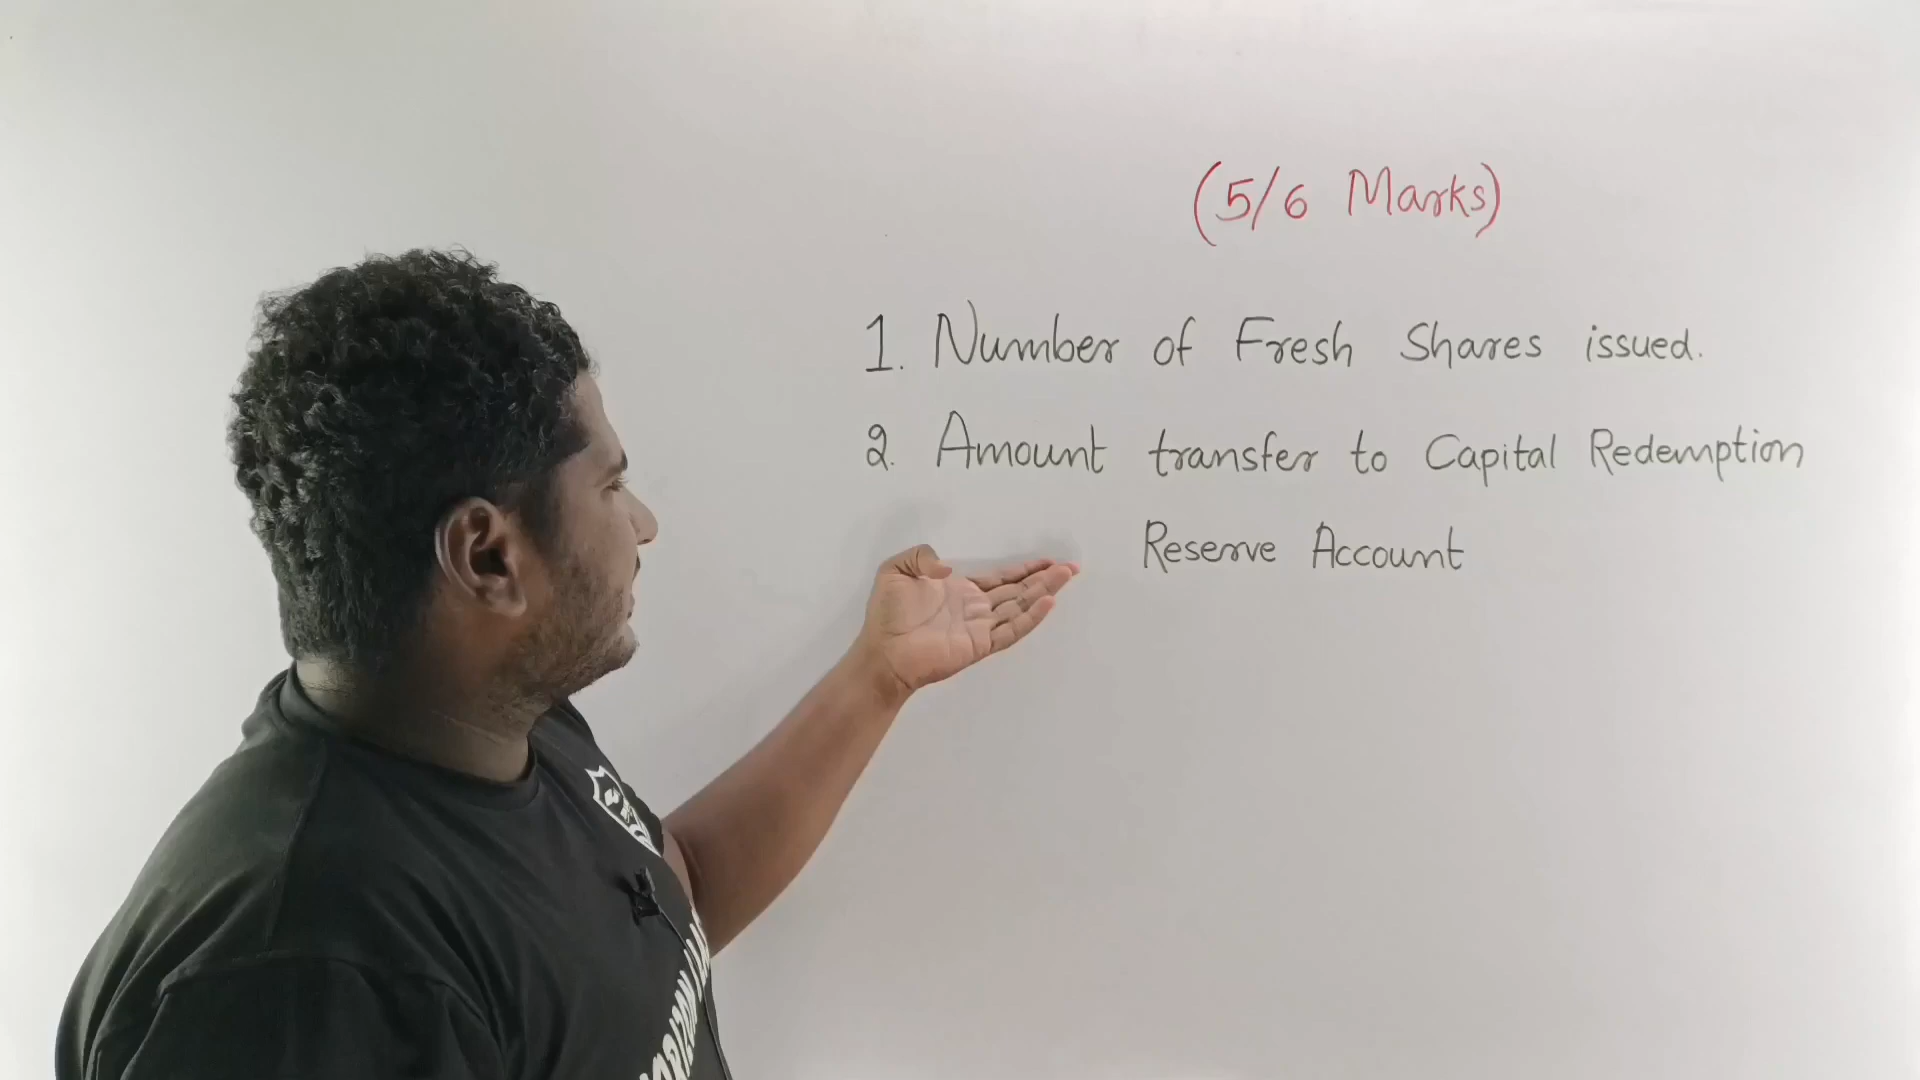 (5/6 Marks)
1. Number of Fresh Shares issued.
2. Amount transfer to Capital Redemption
Reserve Account